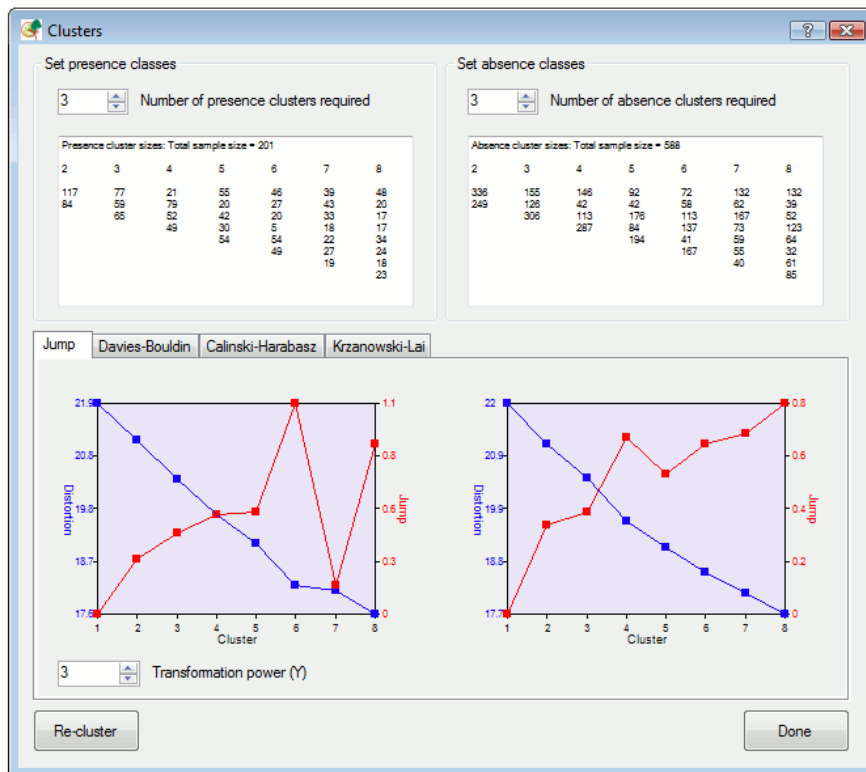 Clusters
Set presence classes
3 Number of presence clusters required
Presence cluster sizes: Total sample size = 201
2 3 4 5 6 7 8
117 77 21 55 46 39 48
84 59 79 20 27 43 20
65 52 42 20 33 17
49 30 5 18 17
54 54 22 34
49 27 24
19 18
23
Set absence classes
3 Number of absence clusters required
Absence cluster sizes: Total sample size = 588
2 3 4 5 6 7 8
336 155 146 92 72 132 132
249 126 42 42 58 62 39
306 113 176 113 167 52
287 84 137 73 123
194 41 59 64
167 55 32
40 61
85
Jump Davies-Bouldin Calinski-Harabasz Krzanowski-Lai
21.9
20.8
19.8
18.7
17.6
Distortion
1.1
0.8
0.6
0.3
0
Jump
1 2 3 4 5 6 7 8
Cluster
22
20.9
19.9
18.8
17.7
Distortion
0.8
0.6
0.4
0.2
0
Jump
1 2 3 4 5 6 7 8
Cluster
3 Transformation power (Y)
Re-cluster
Done